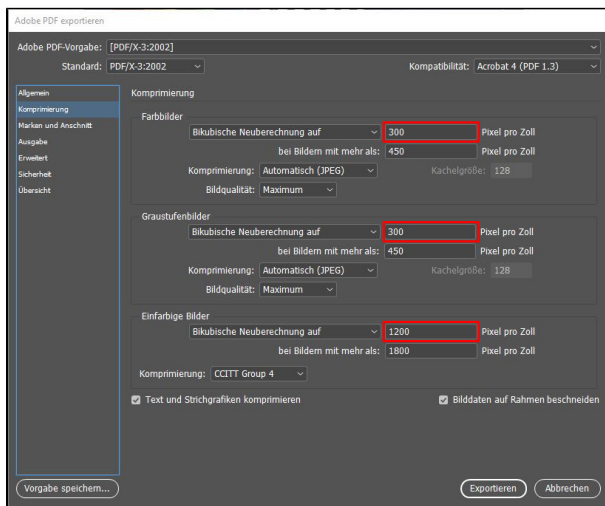 Adobe PDF exportieren
Adobe PDF-Vorgabe: [PDF/X-3:2002]
Standard: PDF/X-3:2002 Kompatibilität: Acrobat 4 (PDF 1.3)
Allgemein
Komprimierung
Marken und Anschnitt
Ausgabe
Erweitert
Sicherheit
Übersicht
Komprimierung
Farbbilder
Bikubische Neuberechnung auf 300 Pixel pro Zoll
bei Bildern mit mehr als: 450 Pixel pro Zoll
Komprimierung: Automatisch (JPEG) Kachelgröße: 128
Bildqualität: Maximum
Graustufenbilder
Bikubische Neuberechnung auf 300 Pixel pro Zoll
bei Bildern mit mehr als: 450 Pixel pro Zoll
Komprimierung: Automatisch (JPEG) Kachelgröße: 128
Bildqualität: Maximum
Einfarbige Bilder
Bikubische Neuberechnung auf 1200 Pixel pro Zoll
bei Bildern mit mehr als: 1800 Pixel pro Zoll
Komprimierung: CCITT Group 4
Text und Strichgrafiken komprimieren Bilddaten auf Rahmen beschneiden
Vorgabe speichern... Exportieren Abbrechen